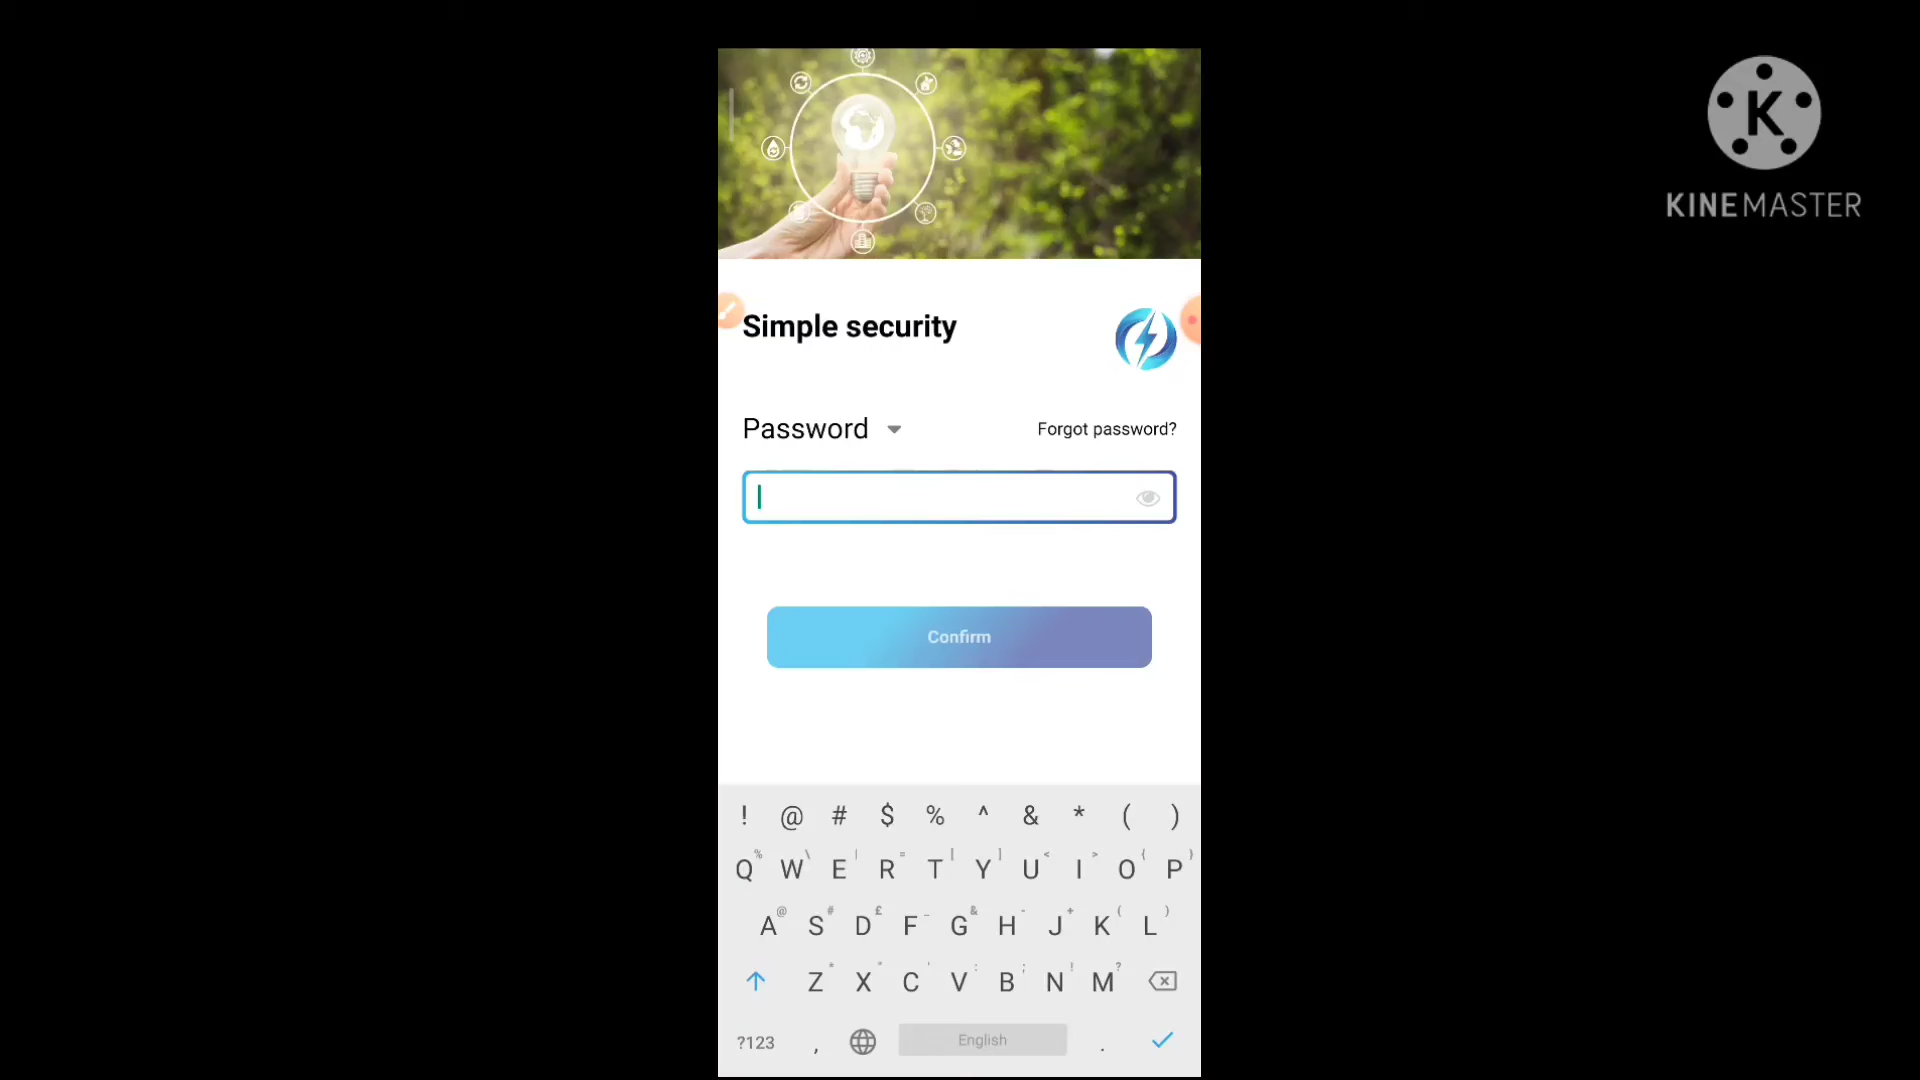 K
KINEMASTER
Simple security
Password
Forgot password?
Confirm
! @ # $ % ^ & * ( )
Q W E R T Y U I O P
A S D F G H J K L
Z X C V B N M
?123 , English .